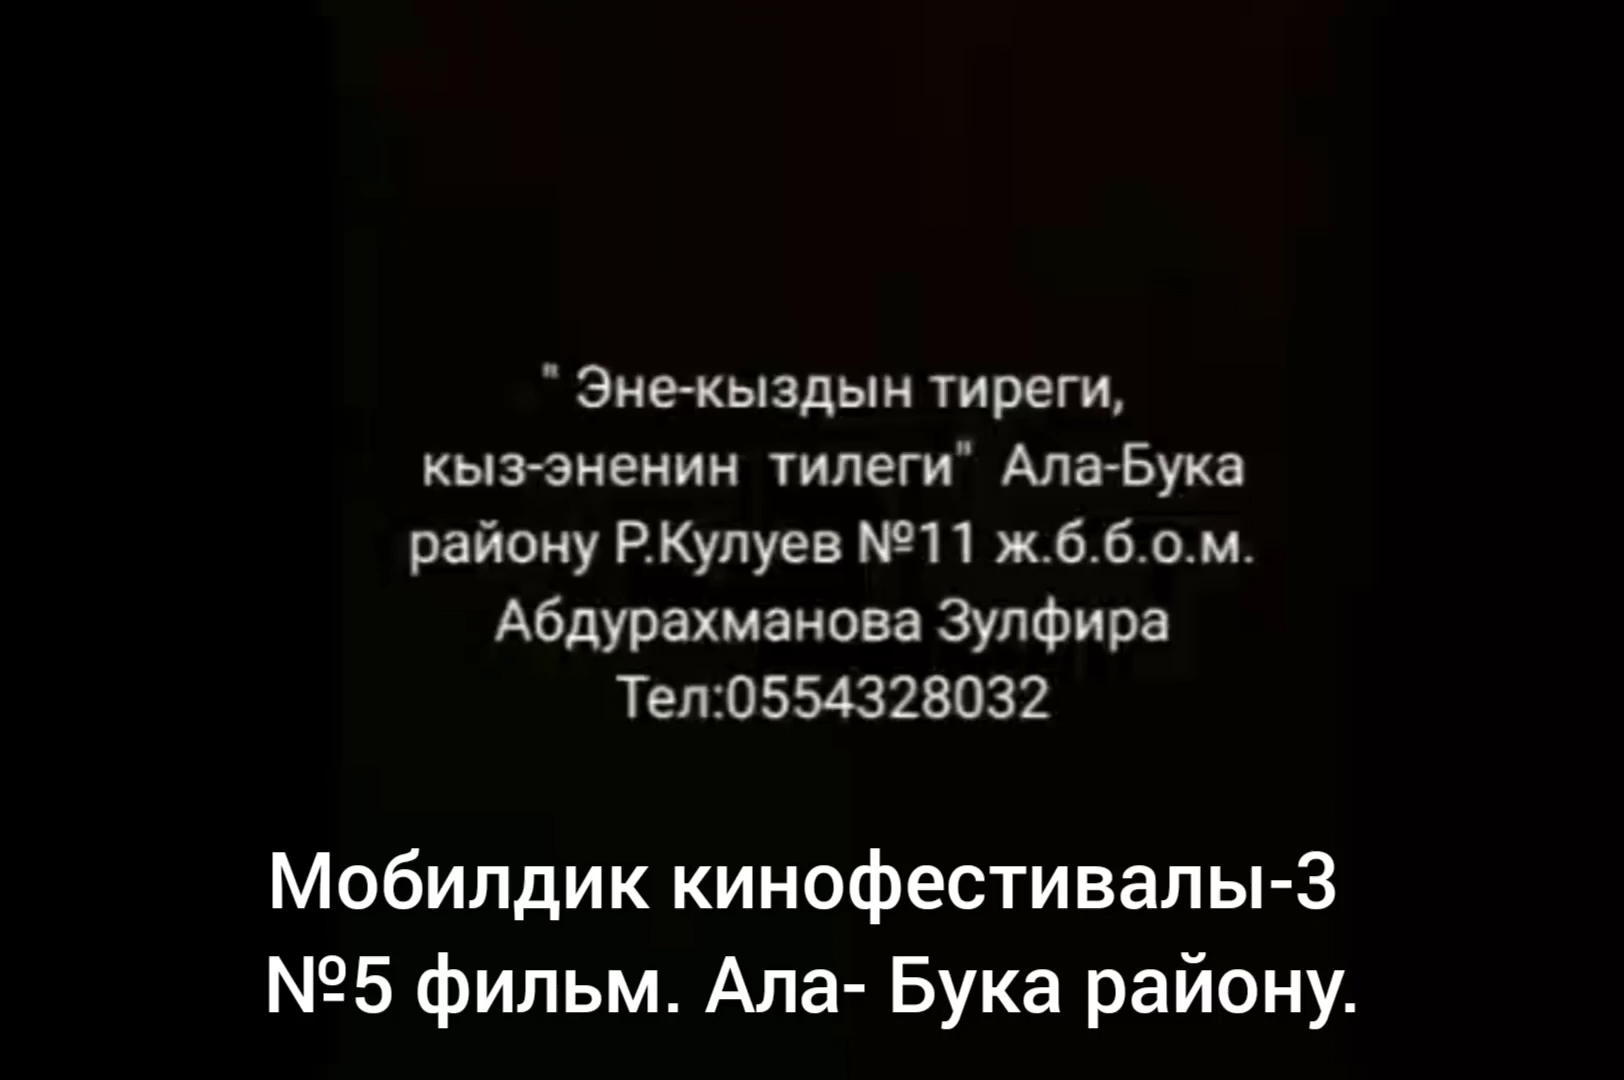 " Эне-кыздын тиреги,
кыз-эненин тилеги" Ала-Бука
району Р.Кулуев №11 ж.б.б.о.м.
Абдурахманова Зулфира
Тел:0554328032
Мобилдик кинофестивалы-3
№5 фильм. Ала- Бука району.